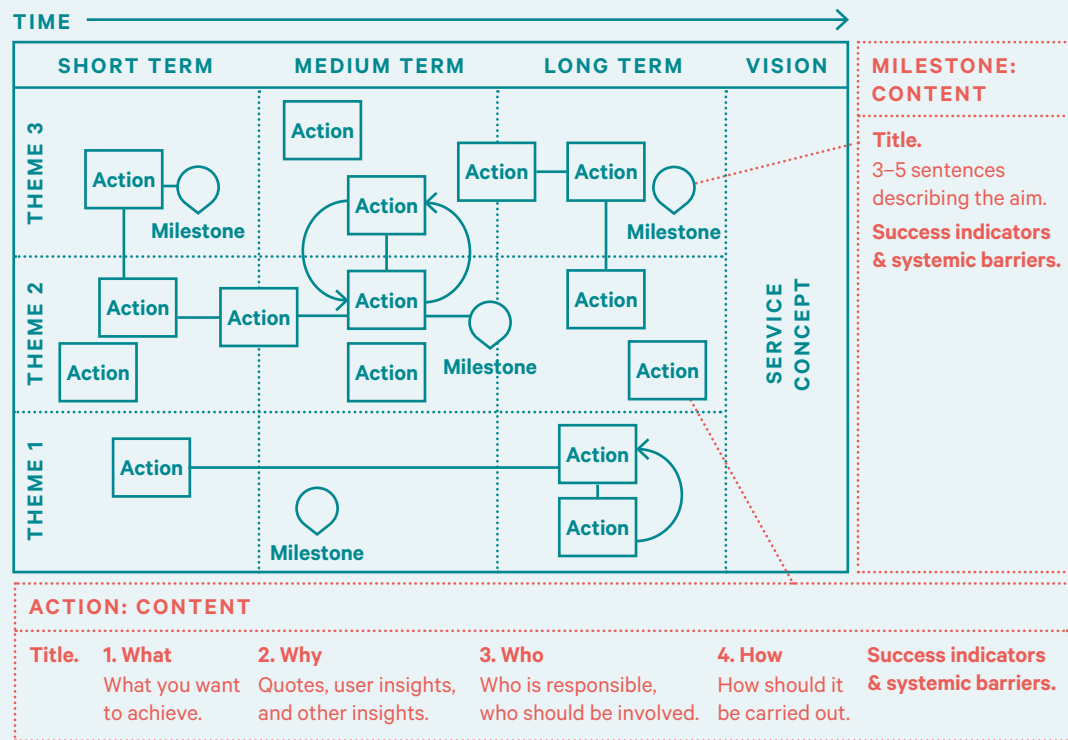 TIME
SHORT TERM
MEDIUM TERM
LONG TERM
VISION
THEME 3
Action
Milestone
Action
Action
Action
Action
Milestone
THEME 2
Action
Action
Action
Action
Action
Milestone
Action
Action
SERVICE
CONCEPT
THEME 1
Action
Milestone
Action
Action
MILESTONE:
CONTENT
Title.
3–5 sentences
describing the aim.
Success indicators
& systemic barriers.
ACTION: CONTENT
Title.
1. What
What you want
to achieve.
2. Why
Quotes, user insights,
and other insights.
3. Who
Who is responsible,
who should be involved.
4. How
How should it
be carried out.
Success indicators
& systemic barriers.